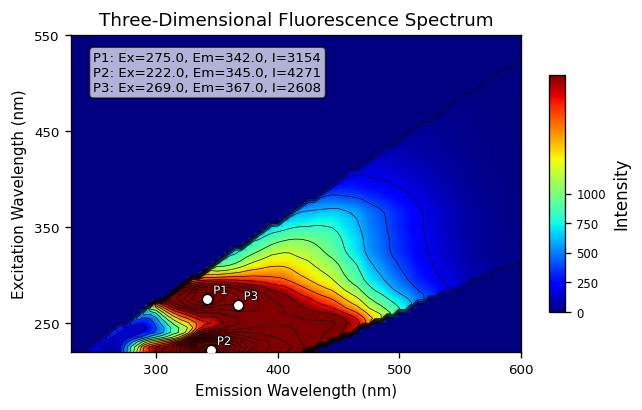 Three-Dimensional Fluorescence Spectrum
P1: Ex=275.0, Em=342.0, I=3154
P2: Ex=222.0, Em=345.0, I=4271
P3: Ex=269.0, Em=367.0, I=2608
550
450
350
250
Excitation Wavelength (nm)
P1
P3
P2
300
400
500
600
Emission Wavelength (nm)
1000
750
500
250
0
Intensity